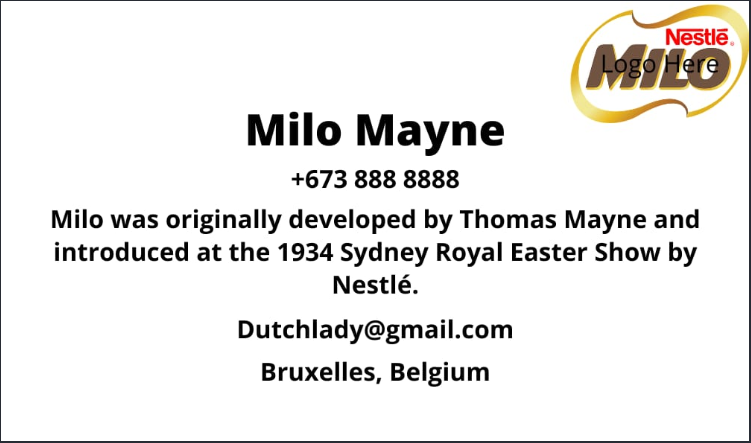 Nestlé®
MILO
Logo Here
Milo Mayne
+673 888 8888
Milo was originally developed by Thomas Mayne and
introduced at the 1934 Sydney Royal Easter Show by
Nestlé.
Dutchlady@gmail.com
Bruxelles, Belgium